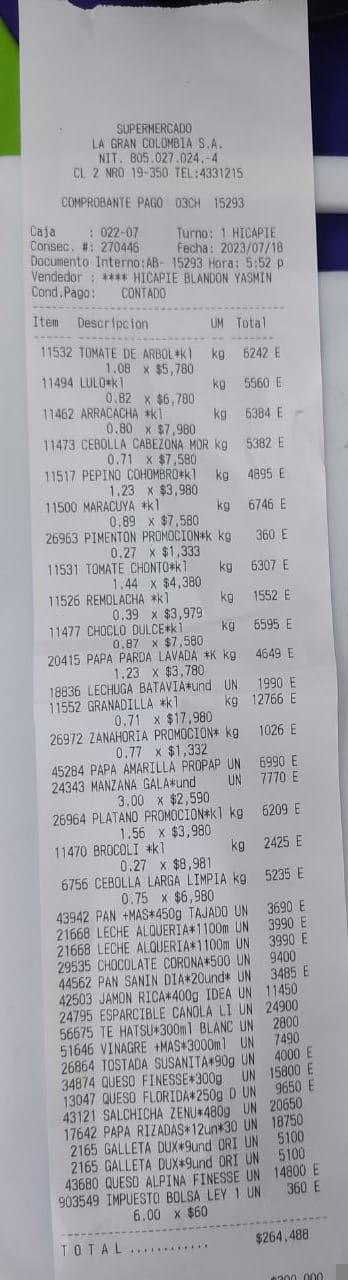 SUPERMERCADO
LA GRAN COLOMBIA S.A.
NIT. 805.027.024.-4
CL 2 NRO 19-350 TEL:4331215
COMPROBANTE PAGO 03CH 15293
Caja : 022-07 Turno: 1 HICAPIE
Consec. #: 270446 Fecha: 2023/07/18
Documento Interno:AB- 15293 Hora: 5:52 p
Vendedor : **** HICAPIE BLANDON YASMIN
Cond.Pago: CONTADO
Item Descripcion UM Total
11532 TOMATE DE ARBOL*kl kg 6242 E
1.08 x $5,780
11494 LULO*kl kg 5560 E
0.82 x $6,780
11462 ARRACACHA *kl kg 6384 E
0.80 x $7,980
11473 CEBOLLA CABEZONA MOR kg 5382 E
0.71 x $7,580
11517 PEPINO COHOMBRO*kl kg 4895 E
1.23 x $3,980
11500 MARACUYA *kl kg 6746 E
0.89 x $7,580
26963 PIMENTON PROMOCION*k kg 360 E
0.27 x $1,333
11531 TOMATE CHONTO*kl kg 6307 E
1.44 x $4,380
11526 REMOLACHA *kl kg 1552 E
0.39 x $3,979
11477 CHOCLO DULCE*kl kg 6595 E
0.87 x $7,580
20415 PAPA PARDA LAVADA *K kg 4649 E
1.23 x $3,780
18836 LECHUGA BATAVIA*und UN 1990 E
11552 GRANADILLA *kl kg 12766 E
0.71 x $17,980
26972 ZANAHORIA PROMOCION* kg 1026 E
0.77 x $1,332
45284 PAPA AMARILLA PROPAP UN 6990 E
24343 MANZANA GALA*und UN 7770 E
3.00 x $2,590
26964 PLATANO PROMOCION*kl kg 6209 E
1.56 x $3,980
11470 BROCOLI *kl kg 2425 E
0.27 x $8,981
6756 CEBOLLA LARGA LIMPIA kg 5235 E
0.75 x $6,980
43942 PAN +MAS*450g TAJADO UN 3690 E
21668 LECHE ALQUERIA*1100m UN 3990 E
21668 LECHE ALQUERIA*1100m UN 3990 E
29535 CHOCOLATE CORONA*500 UN 9400
44562 PAN SANIN DIA*20und* UN 3485 E
42503 JAMON RICA*400g IDEA UN 11450
24795 ESPARCIBLE CANOLA LI UN 24900
56675 TE HATSU*300ml BLANC UN 2800
51646 VINAGRE +MAS*3000ml UN 7490
26864 TOSTADA SUSANITA*90g UN 4000 E
34874 QUESO FINESSE*300g UN 15800 E
13047 QUESO FLORIDA*250g D UN 9650 E
43121 SALCHICHA ZENU*480g UN 20650
17642 PAPA RIZADAS*12un*30 UN 18750
2165 GALLETA DUX*9und ORI UN 5100
2165 GALLETA DUX*9und ORI UN 5100
43680 QUESO ALPINA FINESSE UN 14800 E
903549 IMPUESTO BOLSA LEY 1 UN 360 E
6.00 x $60
TOTAL ............ $264,488